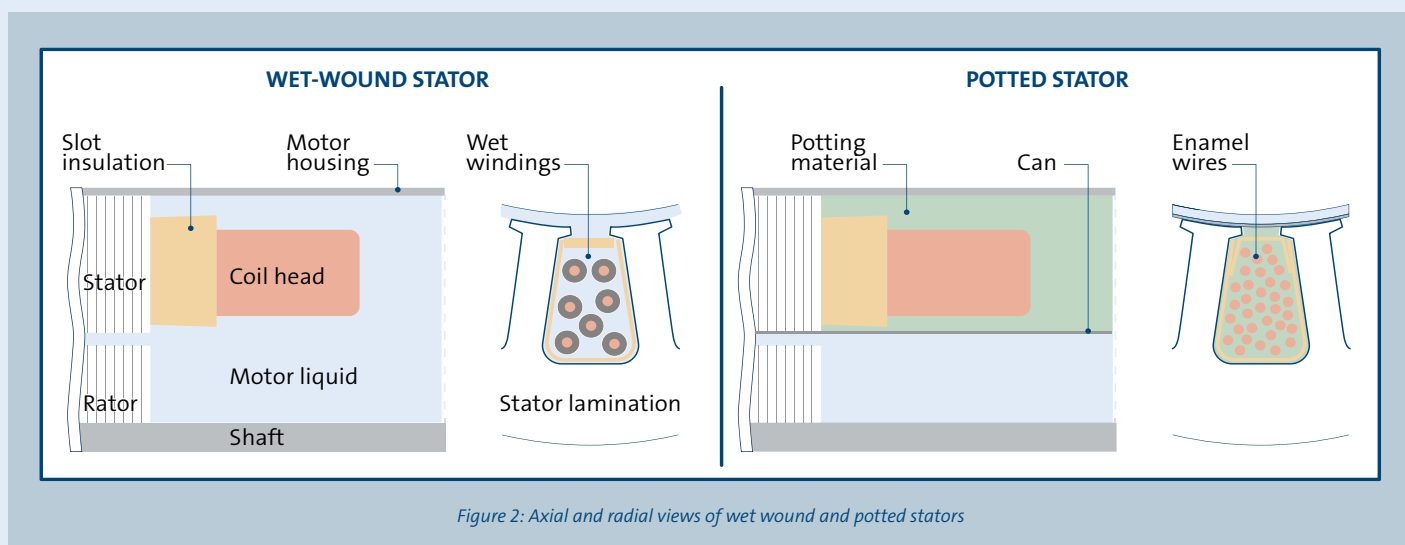 WET-WOUND STATOR
Slot
insulation
Motor
housing
Wet
windings
Stator
Coil head
Motor liquid
Rator
Shaft
Stator lamination
POTTED STATOR
Potting
material
Can
Enamel
wires
Figure 2: Axial and radial views of wet wound and potted stators